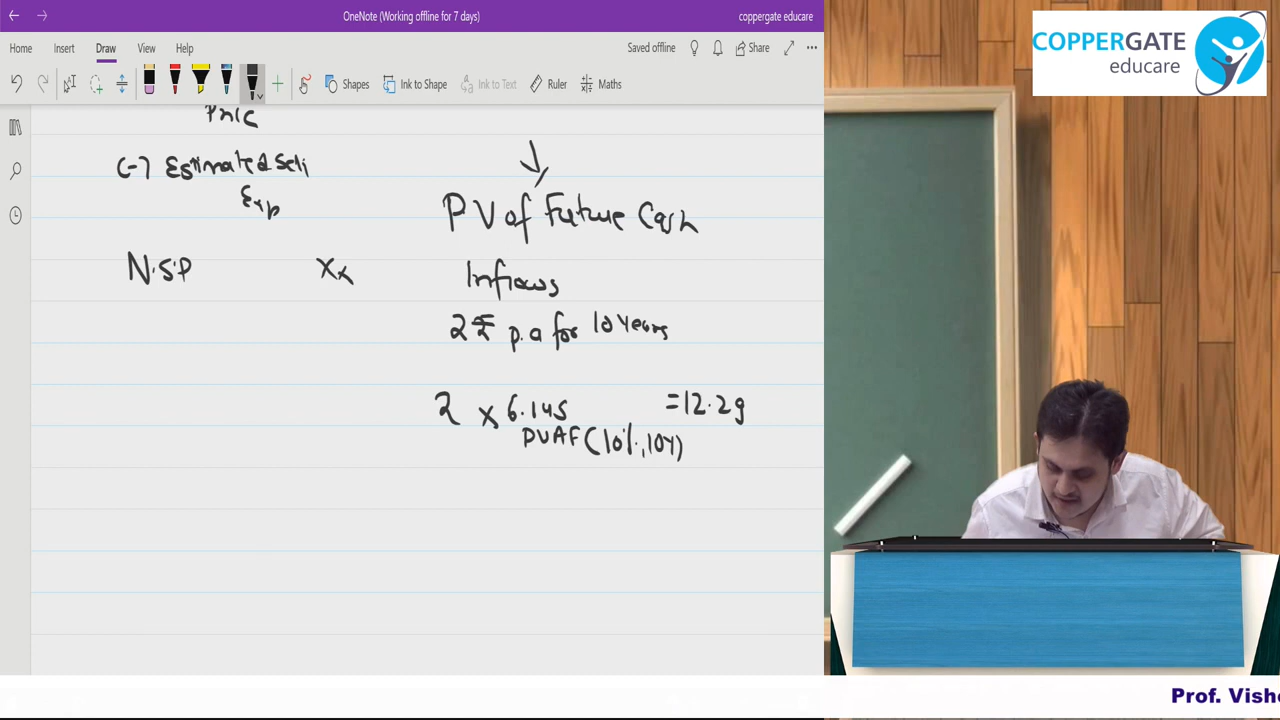 OneNote (Working offline for 7 days)
coppergate educare
Home Insert Draw View Help
Saved offline
Share
Shapes
Ink to Shape
Ink to Text
Ruler
Maths
COPPERGATE
educare
Price
(-) Estimated Sell
Exp
N.S.P xx
PV of Future Cash
Inflows
2₹ p.a for 10 Years
2 x 6.145 =12.29
PVAF(10%,10Y)
Prof. Vishe